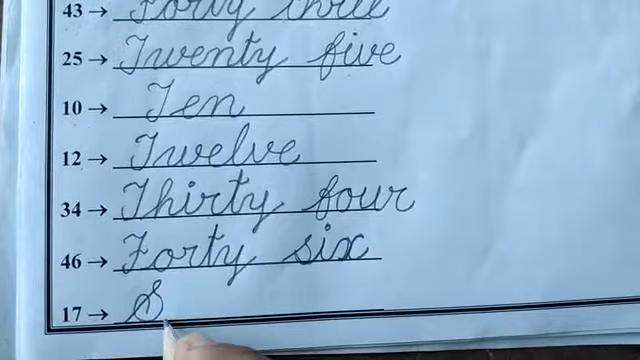 43 → Forty three
25 → Twenty five
10 → Ten
12 → Twelve
34 → Thirty four
46 → Forty six
17 → S